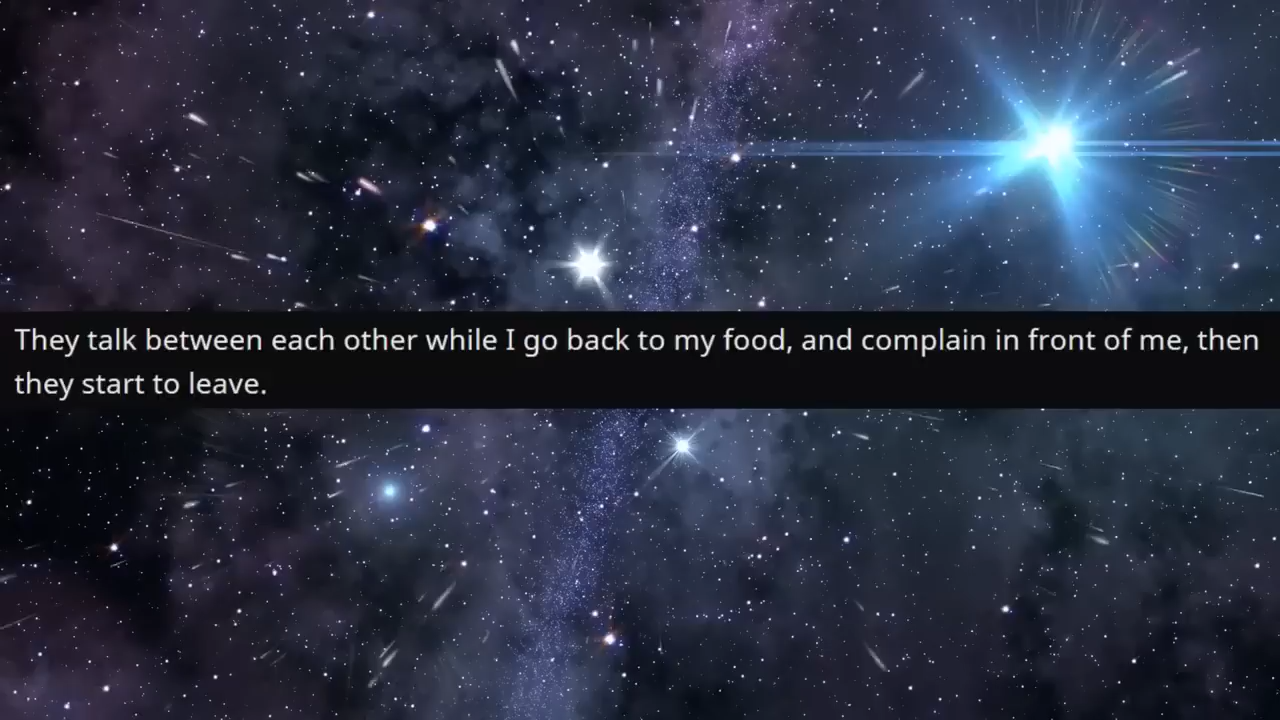 They talk between each other while I go back to my food, and complain in front of me, then
they start to leave.